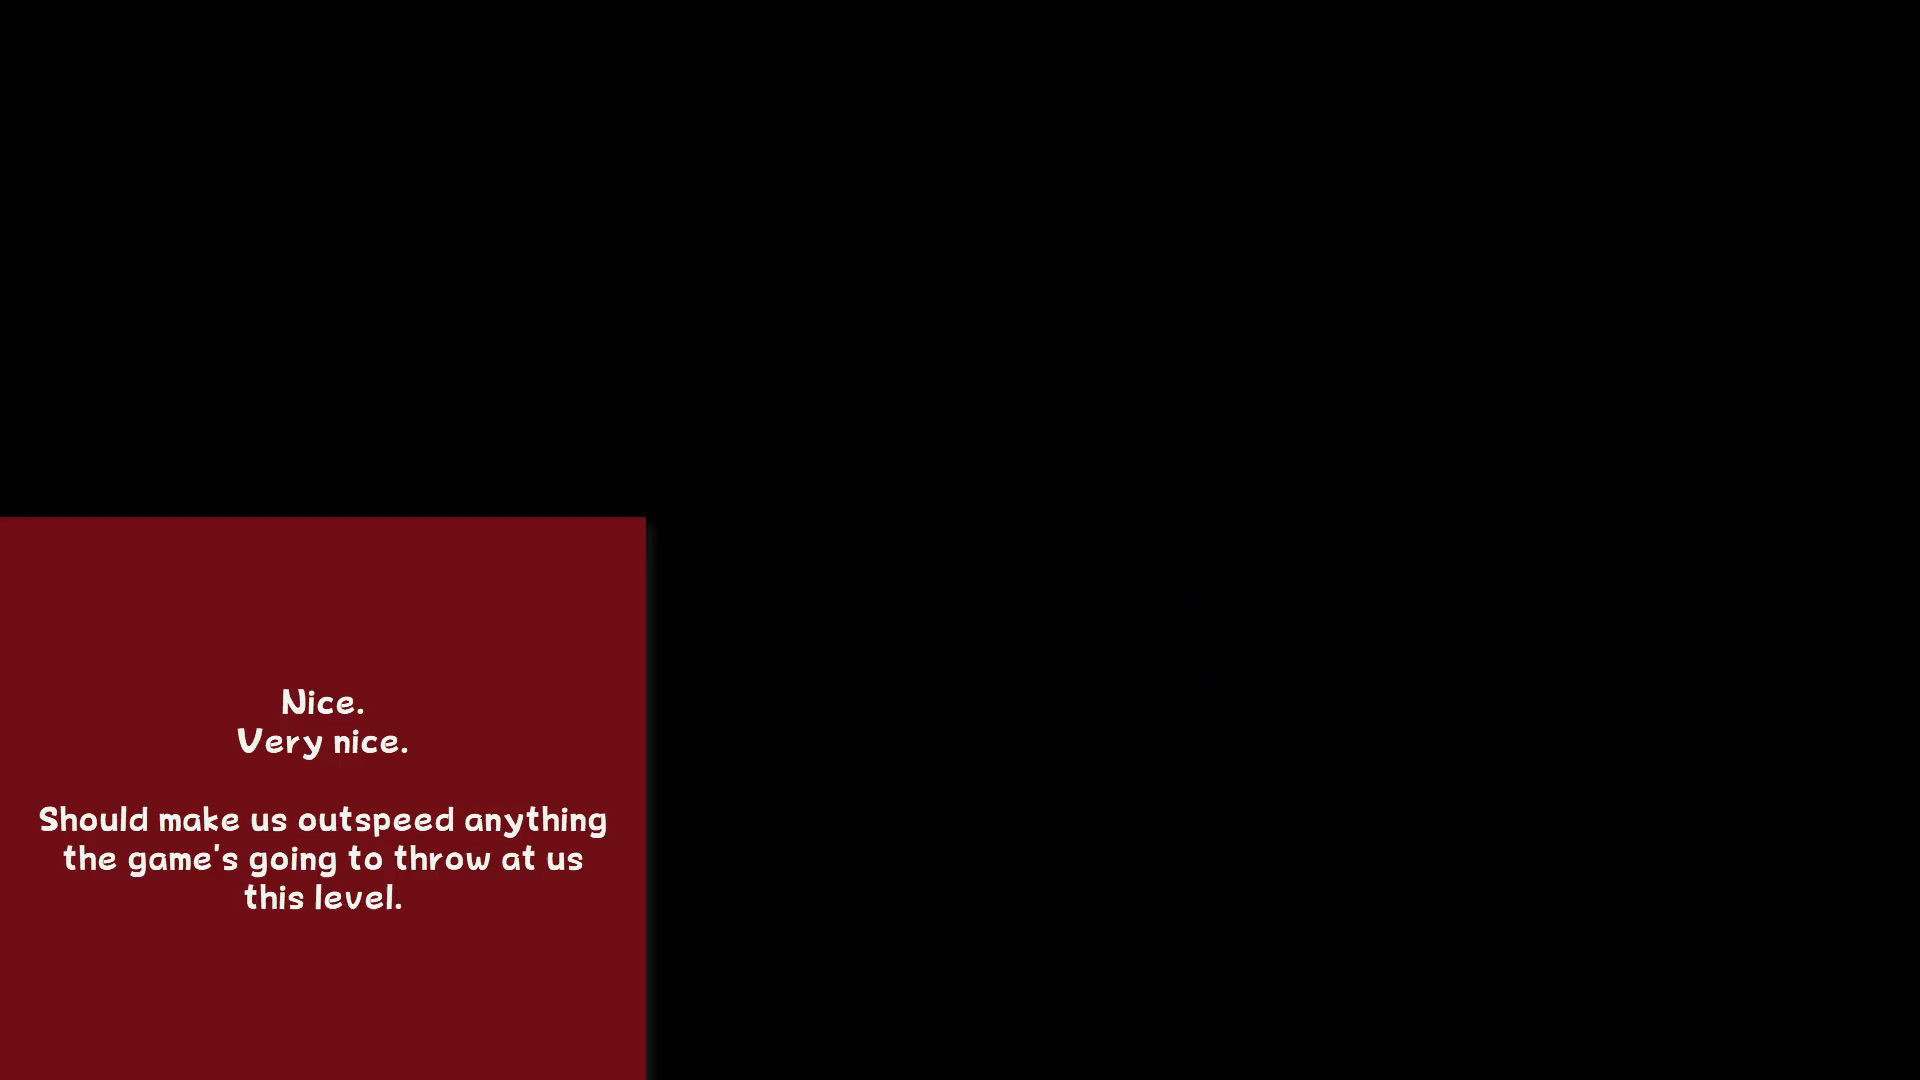 Nice.
Very nice.
Should make us outspeed anything
the game's going to throw at us
this level.